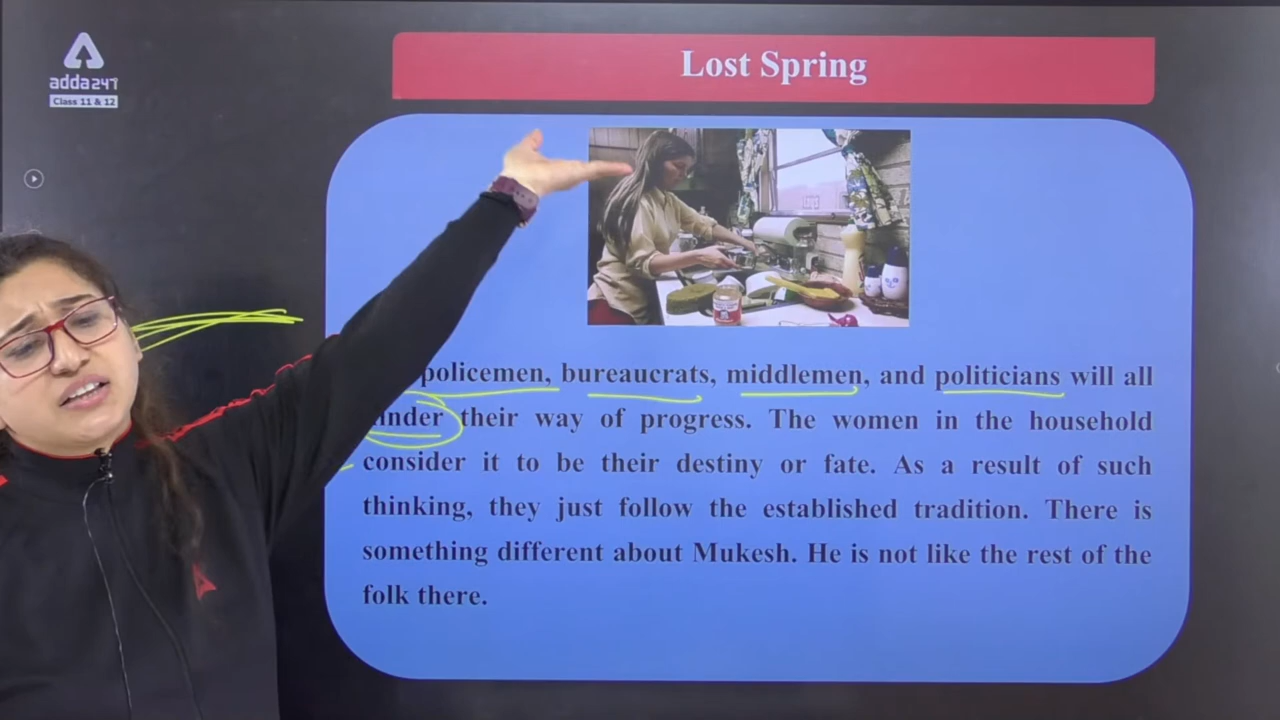 adda247
Class 11 & 12
Lost Spring
policemen, bureaucrats, middlemen, and politicians will all
their way of progress. The women in the household
consider it to be their destiny or fate. As a result of such
thinking, they just follow the established tradition. There is
something different about Mukesh. He is not like the rest of the
folk there.